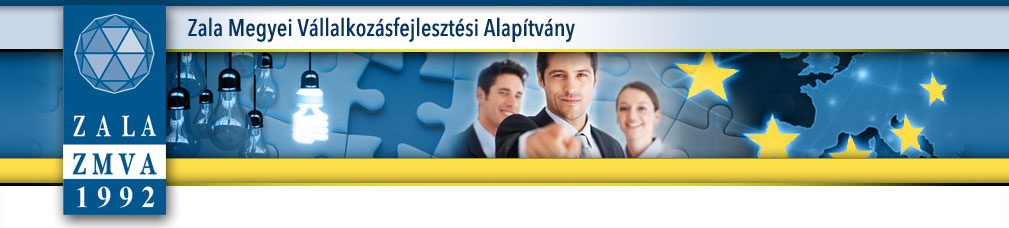 Zala Megyei Vállalkozásfejlesztési Alapítvány
ZALA
ZMVA
1992